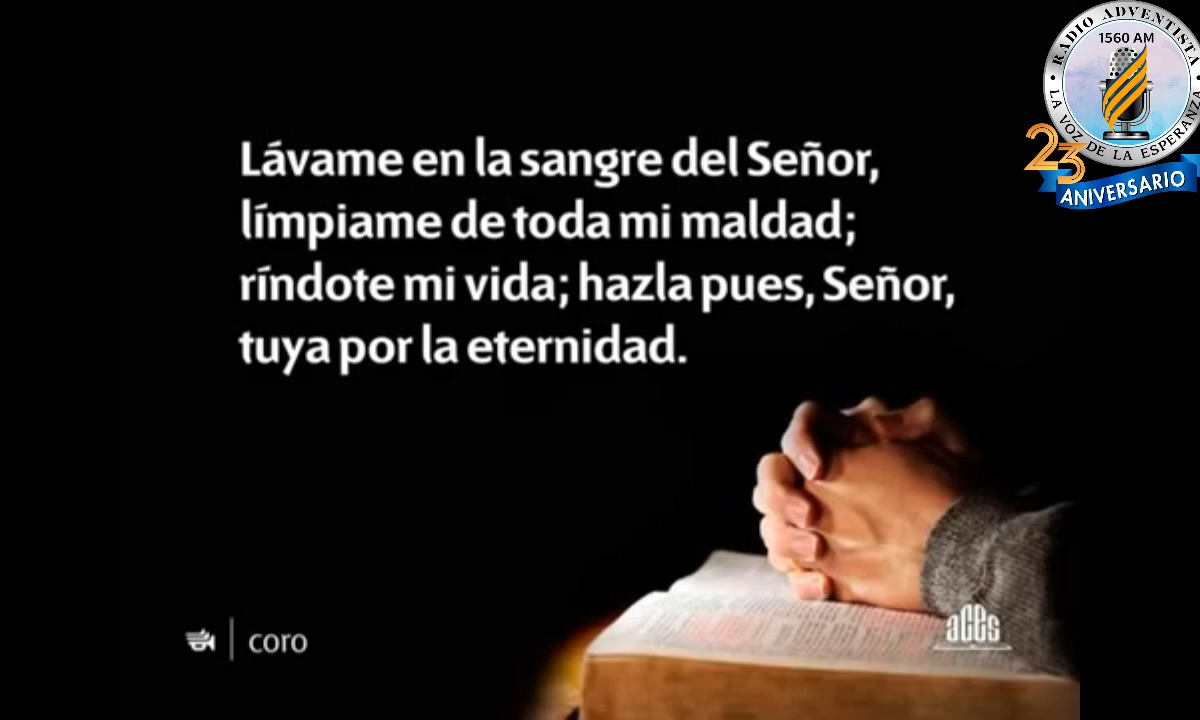 RADIO ADVENTISTA
1560 AM
LA VOZ DE LA ESPERANZA
23
ANIVERSARIO
Lávame en la sangre del Señor,
límpiame de toda mi maldad;
ríndote mi vida; hazla pues, Señor,
tuya por la eternidad.
aces
coro